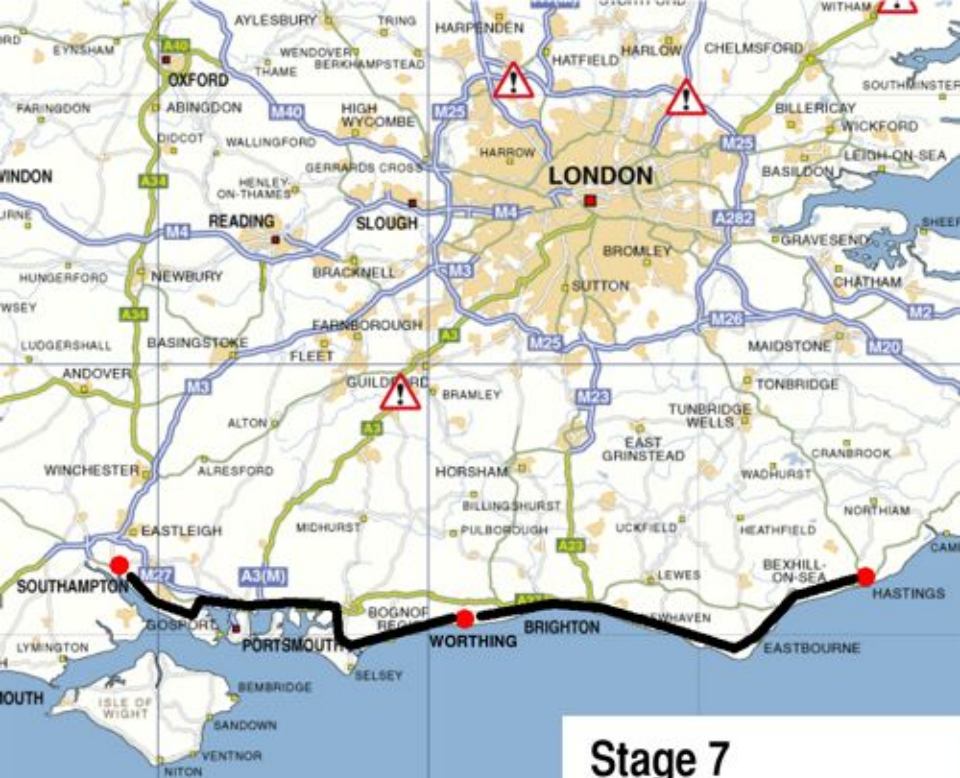 AYLESBURY
TRING
HARPENDEN
WITHAM
EYNSHAM
A40
WENDOVER
BERKHAMPSTEAD
HATFIELD
HARLOW
CHELMSFORD
THAME
OXFORD
SOUTHMINSTER
FARINGDON
ABINGDON
M40
HIGH
WYCOMBE
M25
BILLERICAY
WICKFORD
DIDCOT
WALLINGFORD
HARROW
M25
LEIGH-ON-SEA
GERRARDS CROSS
BASILDON
LONDON
A34
HENLEY-
ON-THAMES
READING
SLOUGH
M4
A282
M4
GRAVESEND
BROMLEY
HUNGERFORD
NEWBURY
BRACKNELL
M3
SUTTON
CHATHAM
M2
A34
FARNBOROUGH
M26
LUDGERSHALL
BASINGSTOKE
FLEET
A3
M25
MAIDSTONE
M20
ANDOVER
M3
GUILDFORD
BRAMLEY
M23
TONBRIDGE
TUNBRIDGE
WELLS
ALTON
A3
EAST
GRINSTEAD
CRANBROOK
WINCHESTER
ALRESFORD
HORSHAM
WADHURST
BILLINGSHURST
NORTHIAM
EASTLEIGH
MIDHURST
PULBOROUGH
UCKFIELD
HEATHFIELD
A23
SOUTHAMPTON
M27
A3(M)
LEWES
BEXHILL-
ON-SEA
HASTINGS
GOSPORT
BOGNOR
PORTSMOUTH
WORTHING
BRIGHTON
EASTBOURNE
LYMINGTON
SELSEY
BEMBRIDGE
ISLE OF
WIGHT
SANDOWN
VENTNOR
NITON
Stage 7